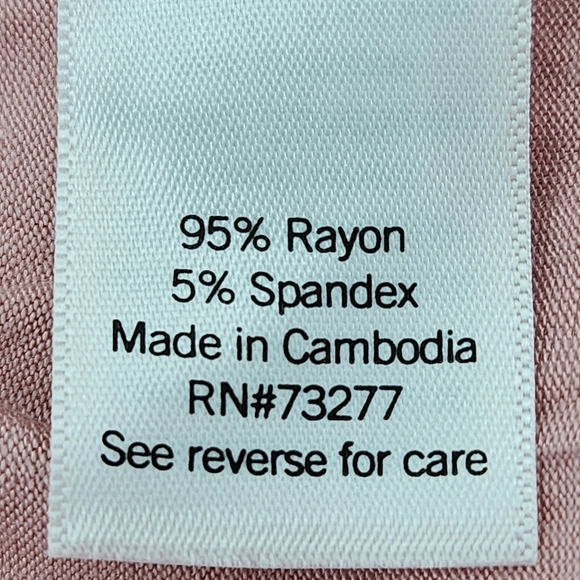 95% Rayon
5% Spandex
Made in Cambodia
RN#73277
See reverse for care